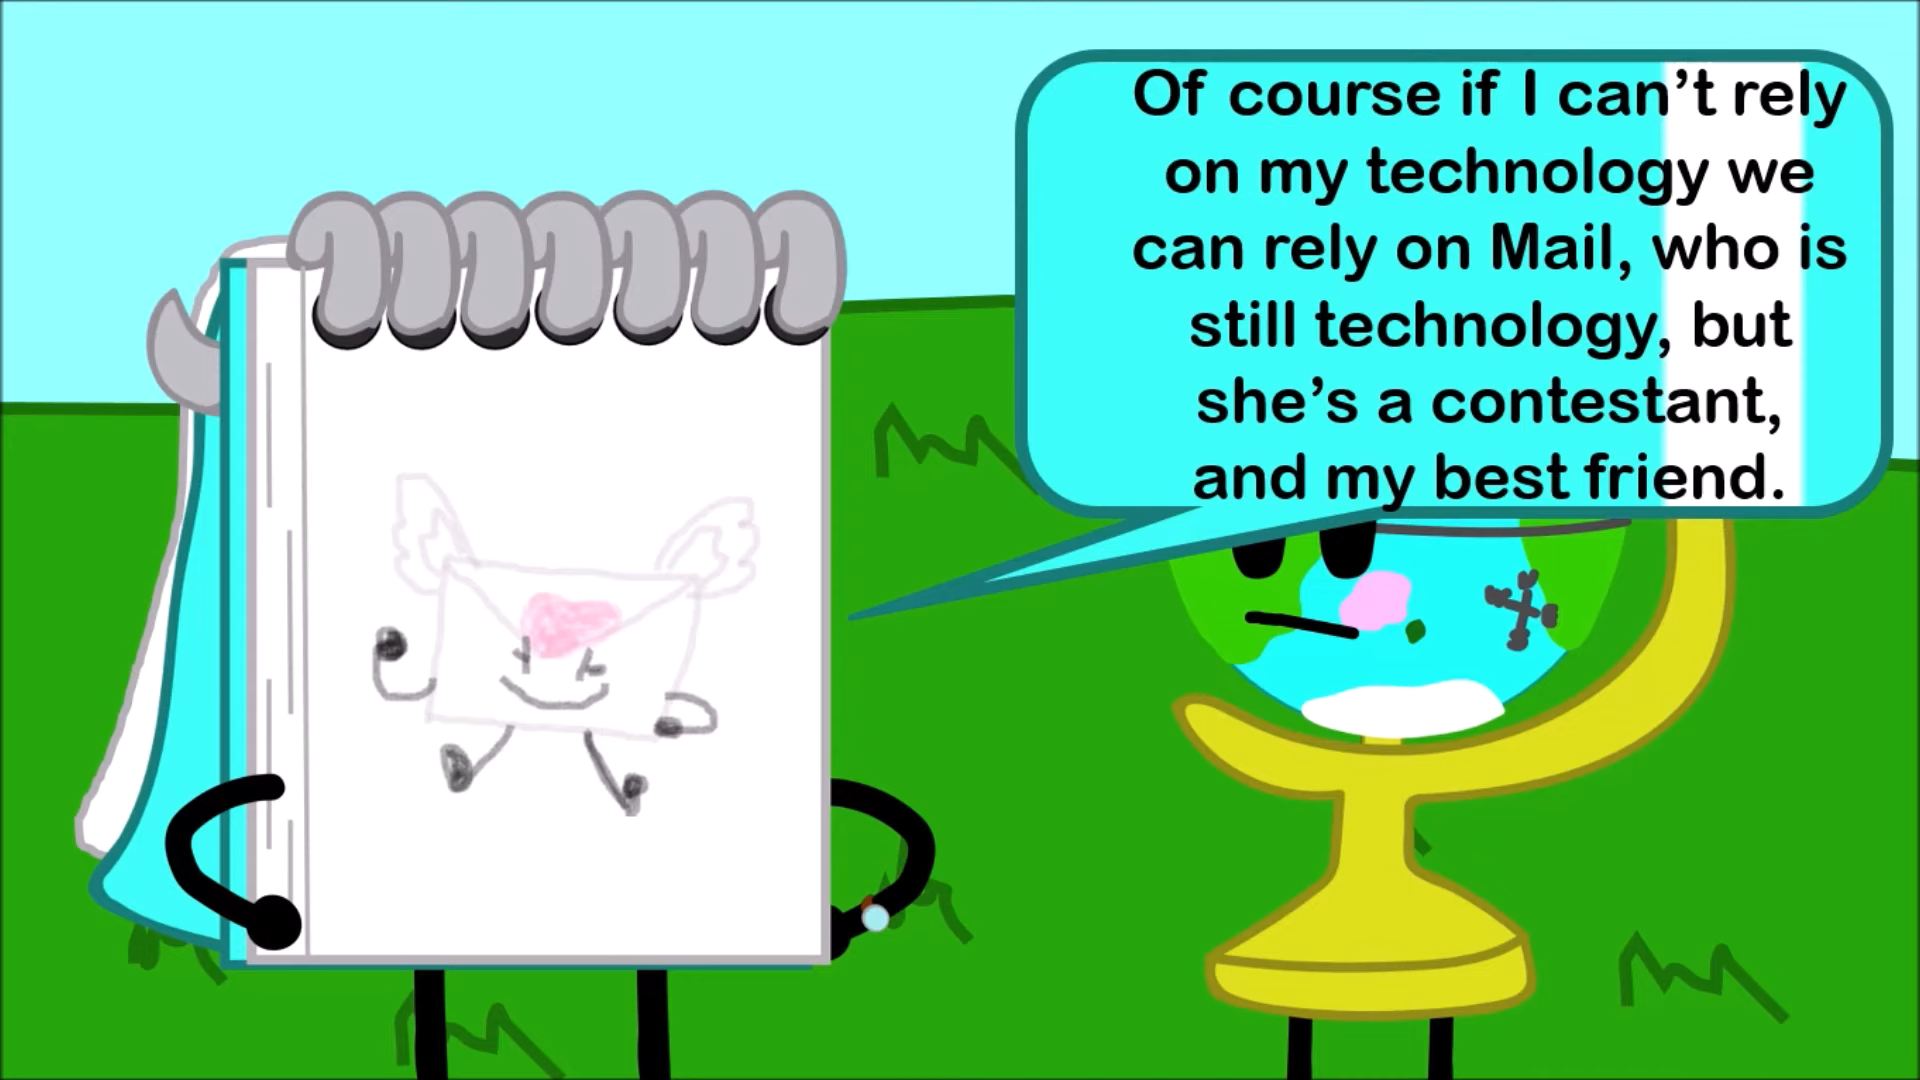 Of course if I can’t rely
on my technology we
can rely on Mail, who is
still technology, but
she’s a contestant,
and my best friend.